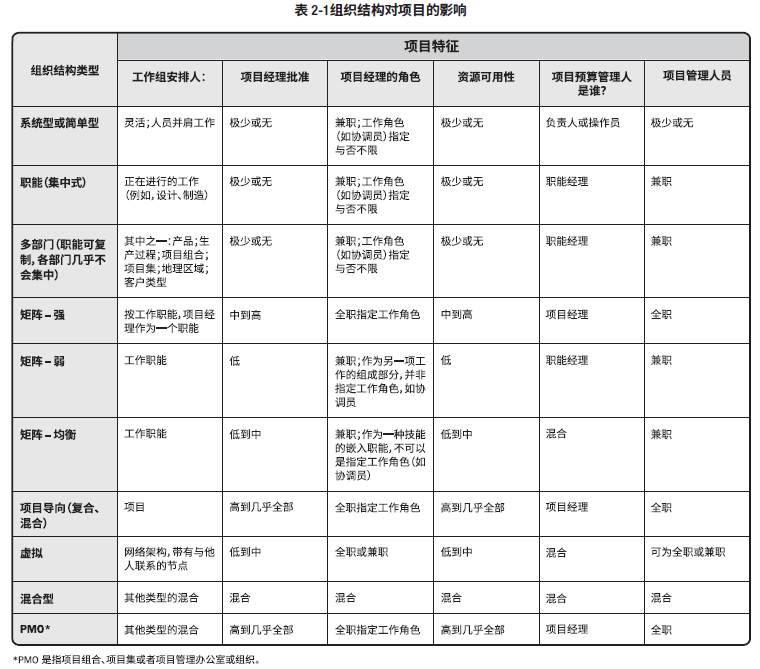 表 2-1组织结构对项目的影响
组织结构类型
项目特征
工作组安排人：
项目经理批准
项目经理的角色
资源可用性
项目预算管理人
是谁？
项目管理人员
系统型或简单型
灵活；人员并肩工作
极少或无
兼职；工作角色
（如协调员）指定
与否不限
极少或无
负责人或操作员
极少或无
职能（集中式）
正在进行的工作
（例如，设计、制造）
极少或无
兼职；工作角色
（如协调员）指定
与否不限
极少或无
职能经理
兼职
多部门（职能可复
制，各部门几乎不
会集中）
其中之一：产品；生
产过程；项目组合；
项目集；地理区域；
客户类型
极少或无
兼职；工作角色
（如协调员）指定
与否不限
极少或无
职能经理
兼职
矩阵 – 强
按工作职能，项目经
理作为一个职能
中到高
全职指定工作角色
中到高
项目经理
全职
矩阵 – 弱
工作职能
低
兼职；作为另一项工
作的组成部分，并非
指定工作角色，如协
调员
低
职能经理
兼职
矩阵 – 均衡
工作职能
低到中
兼职；作为一种技能
的嵌入职能，不可以
是指定工作角色（如
协调员）
低到中
混合
兼职
项目导向（复合、
混合）
项目
高到几乎全部
全职指定工作角色
高到几乎全部
项目经理
全职
虚拟
网络架构，带有与他
人联系的节点
低到中
全职或兼职
低到中
混合
可为全职或兼职
混合型
其他类型的混合
混合
混合
混合
混合
混合
PMO*
其他类型的混合
高到几乎全部
全职指定工作角色
高到几乎全部
项目经理
全职
*PMO 是指项目组合、项目集或者项目管理办公室或组织。